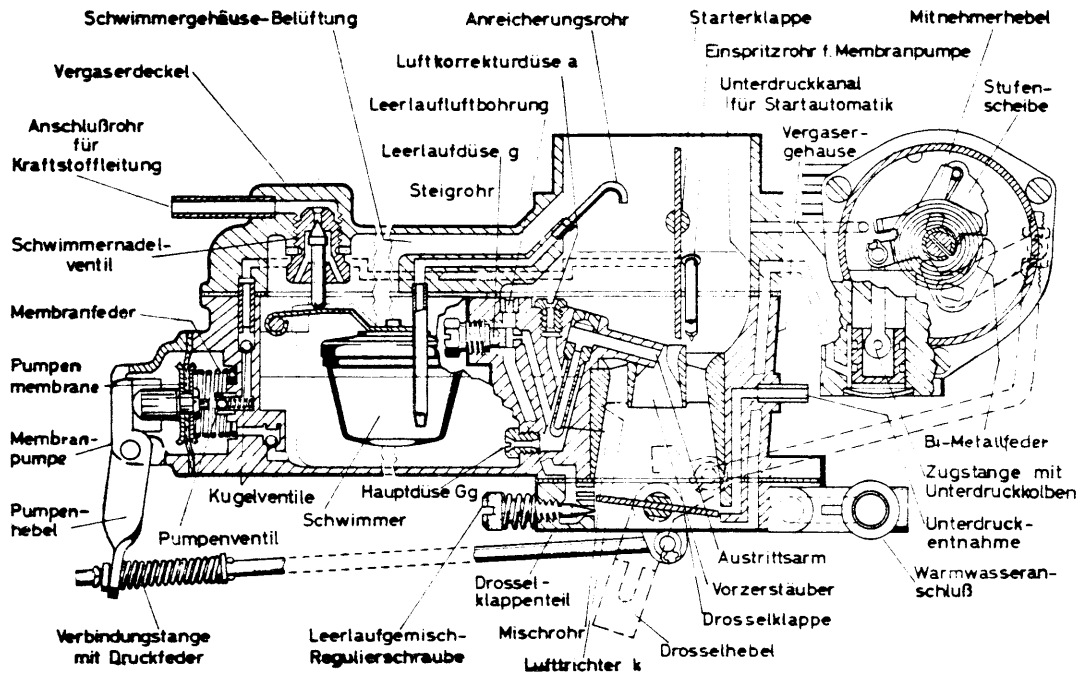 Schwimmergehäuse-Belüftung
Anreicherungsrohr
Starterklappe
Mitnehmerhebel
Vergaserdeckel
Luftkorrekturdüse a
Einspritzrohr f. Membranpumpe
Leerlaufluftbohrung
Unterdruckkanal
für Startautomatik
Stufen-
scheibe
Anschlußrohr
für
Kraftstoffleitung
Leerlaufdüse g
Vergaser-
gehäuse
Steigrohr
Schwimmernadel-
ventil
Membranfeder
Pumpen
membrane
Membran-
pumpe
Pumpen-
hebel
Kugelventile
Hauptdüse Gg
Schwimmer
Pumpenventil
Bi-Metallfeder
Zugstange mit
Unterdruckkolben
Unterdruck-
entnahme
Warmwasseran-
schluß
Austrittsarm
Vorzerstäuber
Drosselklappe
Drosselhebel
Drossel-
klappenteil
Mischrohr
Lufttrichter k
Verbindungstange
mit Druckfeder
Leerlaufgemisch-
Regulierschraube